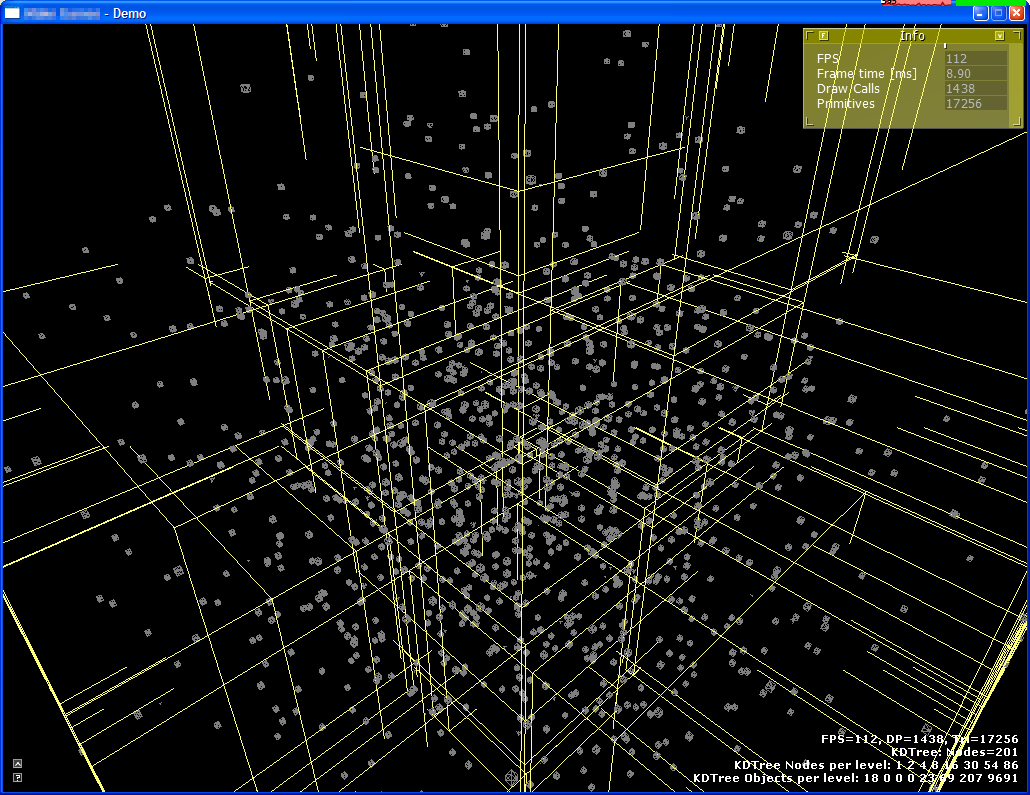 - Demo
Info
FPS 112
Frame time [ms] 8.90
Draw Calls 1438
Primitives 17256
FPS=112, DP=1438, Tri=17256
KDTree: Nodes=201
KDTree Nodes per level: 1 2 4 8 16 30 54 86
KDTree Objects per level: 18 0 0 0 23 69 207 9691